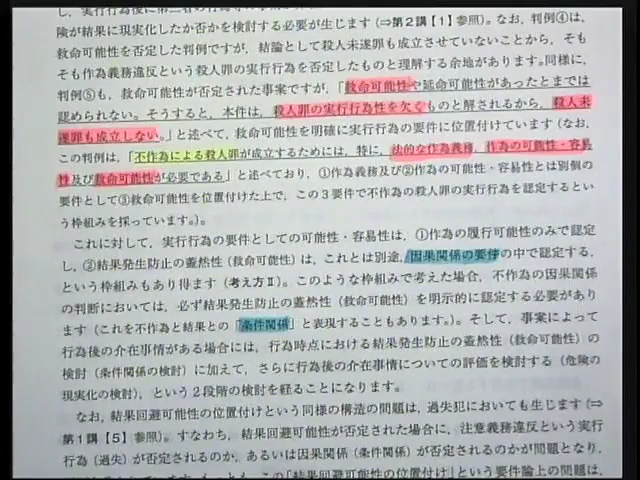 し、実行行為後に第三者の行為等の事情が
険が結果に現実化したか否かを検討する必要が生じます（⇒第2講【1】参照）。なお、判例④は、
救命可能性を否定した判例ですが、結論として殺人未遂罪も成立させていないことから、そも
そも作為義務違反という殺人罪の実行行為を否定したものと理解する余地があります。同様に、
判例⑤も、救命可能性が否定された事案ですが、「救命可能性や延命可能性があったとまでは
認められない。そうすると、本件は、殺人罪の実行行為性を欠くものと解されるから、殺人未
遂罪も成立しない。」と述べて、救命可能性を明確に実行行為の要件に位置付けています（なお、
この判例は、「不作為による殺人罪が成立するためには、特に、法的な作為義務、作為の可能性・容易
性及び救命可能性が必要である」と述べており、①作為義務及び②作為の可能性・容易性とは別個の
要件として③救命可能性を位置付けた上で、この3要件で不作為の殺人罪の実行行為を認定するとい
う枠組みを採っています。）。
これに対して、実行行為の要件としての可能性・容易性は、①作為の履行可能性のみで認定
し、②結果発生防止の蓋然性（救命可能性）は、これとは別途、因果関係の要件の中で認定する、
という枠組みもあり得ます（考え方Ⅱ）。このような枠組みで考えた場合、不作為の因果関係
の判断においては、必ず結果発生防止の蓋然性（救命可能性）を明示的に認定する必要があり
ます（これを不作為と結果との「条件関係」と表現することもあります。）。そして、事案によって
行為後の介在事情がある場合には、行為時点における結果発生防止の蓋然性（救命可能性）の
検討（条件関係の検討）に加えて、さらに行為後の介在事情についての評価を検討する（危険の
現実化の検討）、という2段階の検討を経ることになります。
なお、結果回避可能性の位置付けという同様の構造の問題は、過失犯においても生じます（⇒
第1講【5】参照）。すなわち、結果回避可能性が否定された場合に、注意義務違反という実行
行為（過失）が否定されるのか、あるいは因果関係（条件関係）が否定されるのかが問題となり、
「結果回避可能性の位置付け」という要件論上の問題は、